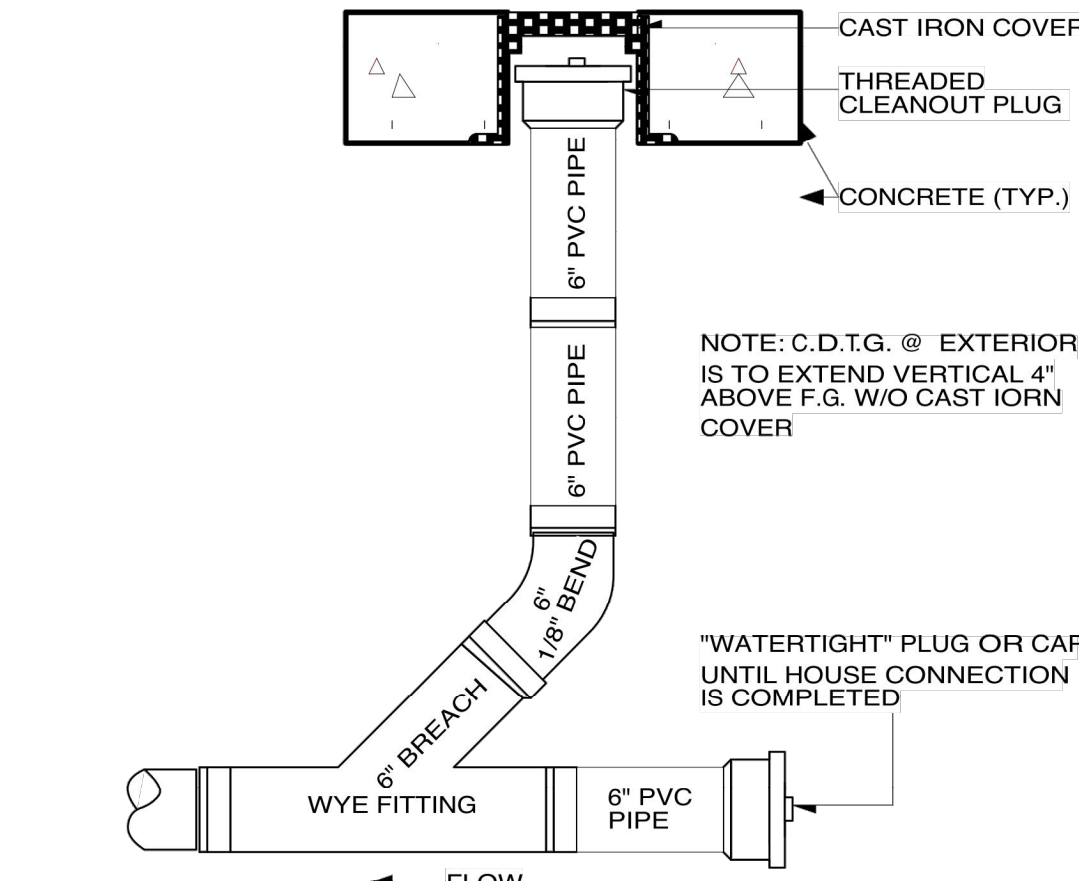 CAST IRON COVER
THREADED
CLEANOUT PLUG
6" PVC PIPE
CONCRETE (TYP.)
NOTE: C.D.T.G. @ EXTERIOR
IS TO EXTEND VERTICAL 4"
ABOVE F.G. W/O CAST IORN
COVER
6" PVC PIPE
6"
1/8" BEND
"WATERTIGHT" PLUG OR CAP
UNTIL HOUSE CONNECTION
IS COMPLETED
6" BREACH
WYE FITTING
6" PVC
PIPE
FLOW